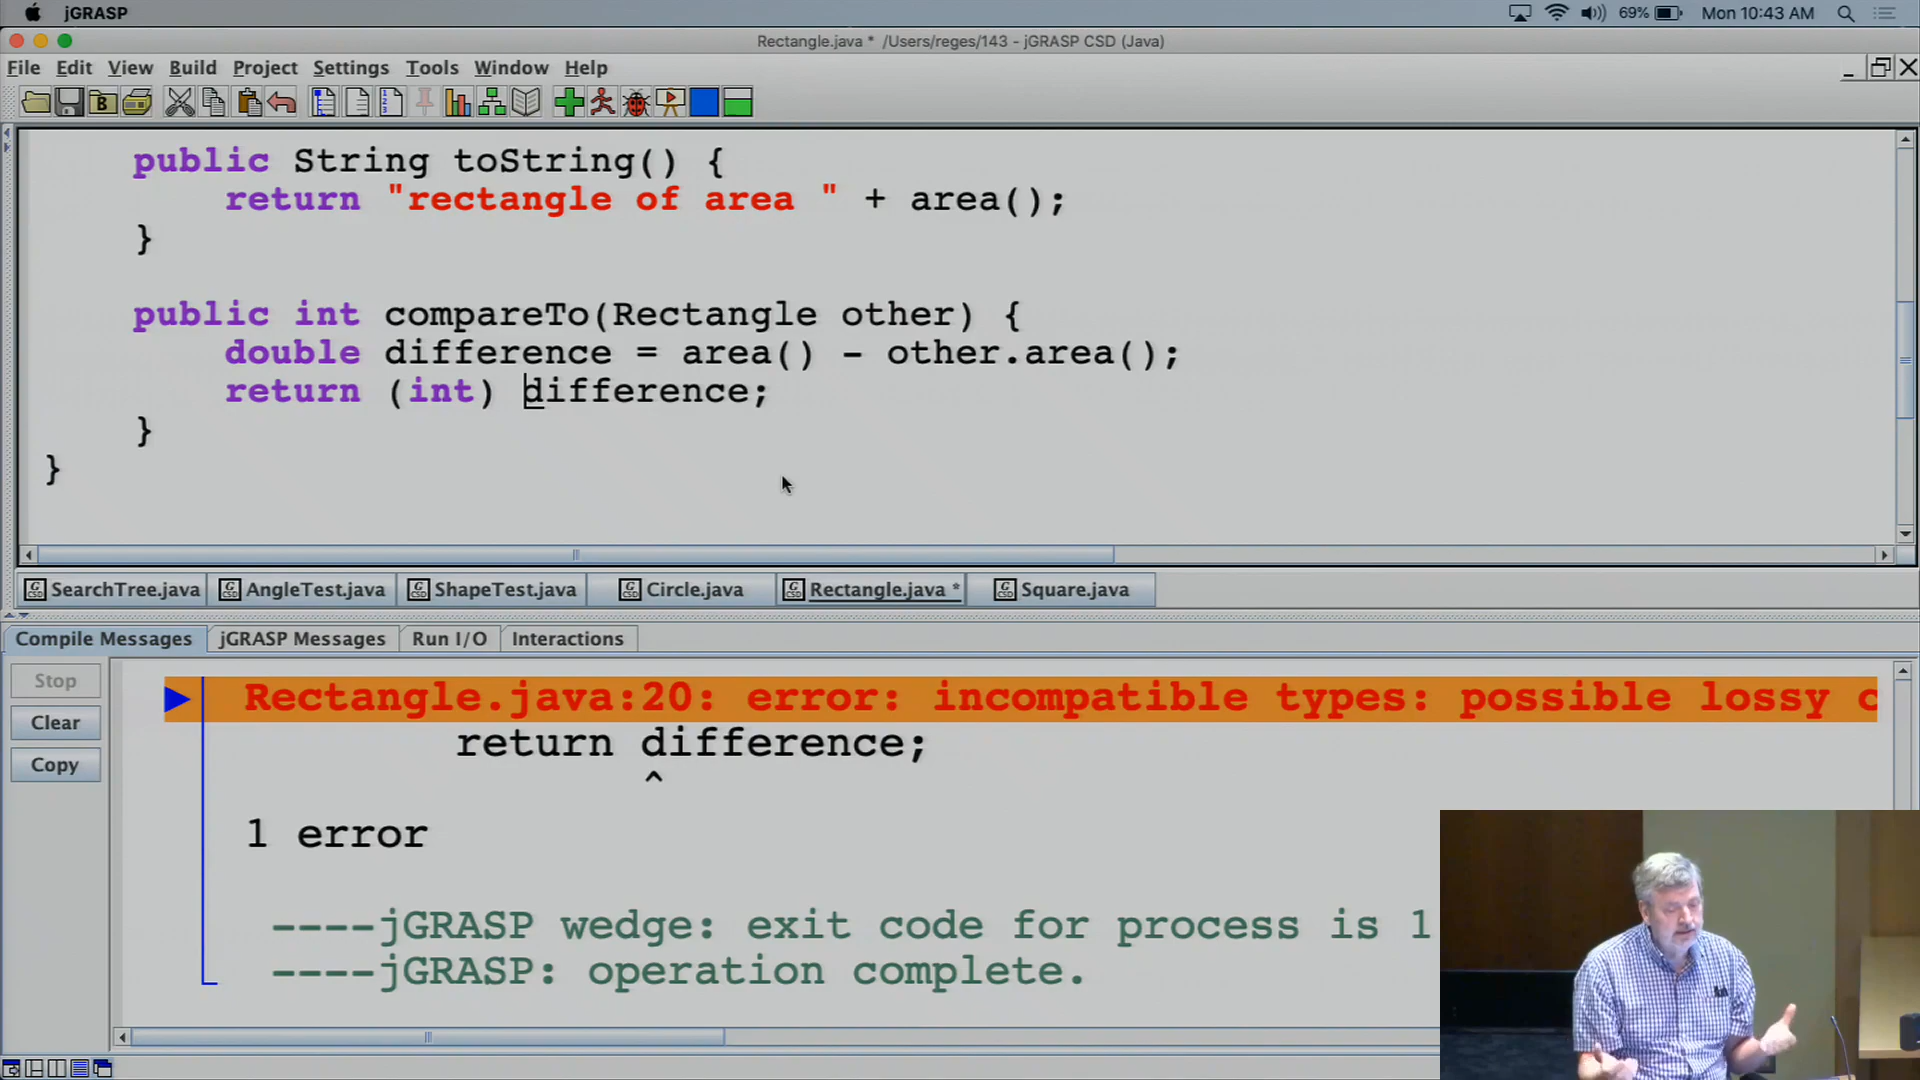 jGRASP
69%
Mon 10:43 AM
Rectangle.java * /Users/reges/143 - jGRASP CSD (Java)
File Edit View Build Project Settings Tools Window Help
public String toString() {
return "rectangle of area " + area();
}
public int compareTo(Rectangle other) {
double difference = area() - other.area();
return (int) difference;
}
}
SearchTree.java AngleTest.java ShapeTest.java Circle.java Rectangle.java * Square.java
Compile Messages jGRASP Messages Run I/O Interactions
Stop
Clear
Copy
Rectangle.java:20: error: incompatible types: possible lossy c
return difference;
^
1 error
----jGRASP wedge: exit code for process is 1
----jGRASP: operation complete.